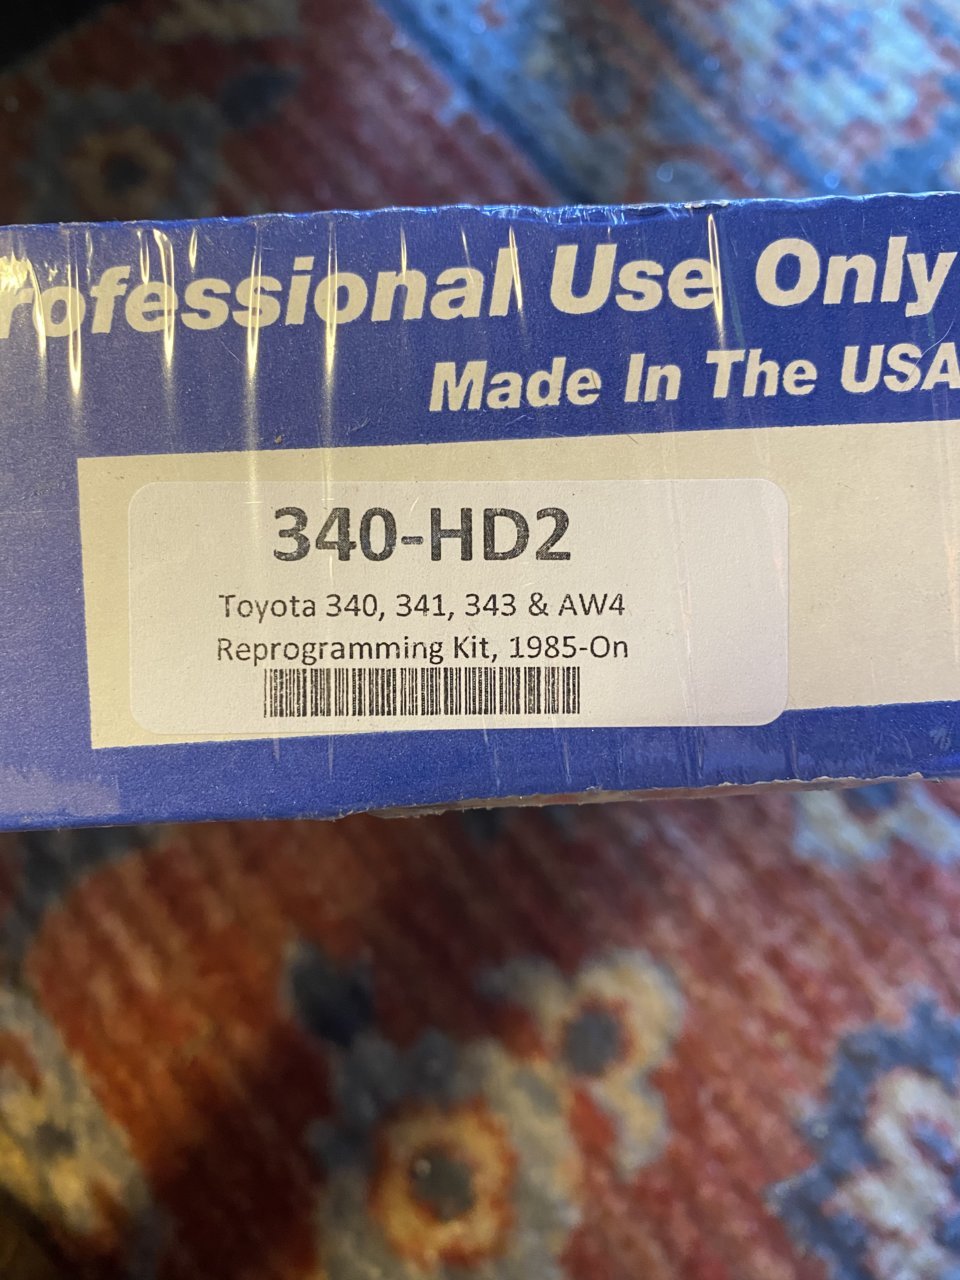 rofessional Use Only
Made In The USA
340-HD2
Toyota 340, 341, 343 & AW4
Reprogramming Kit, 1985-On